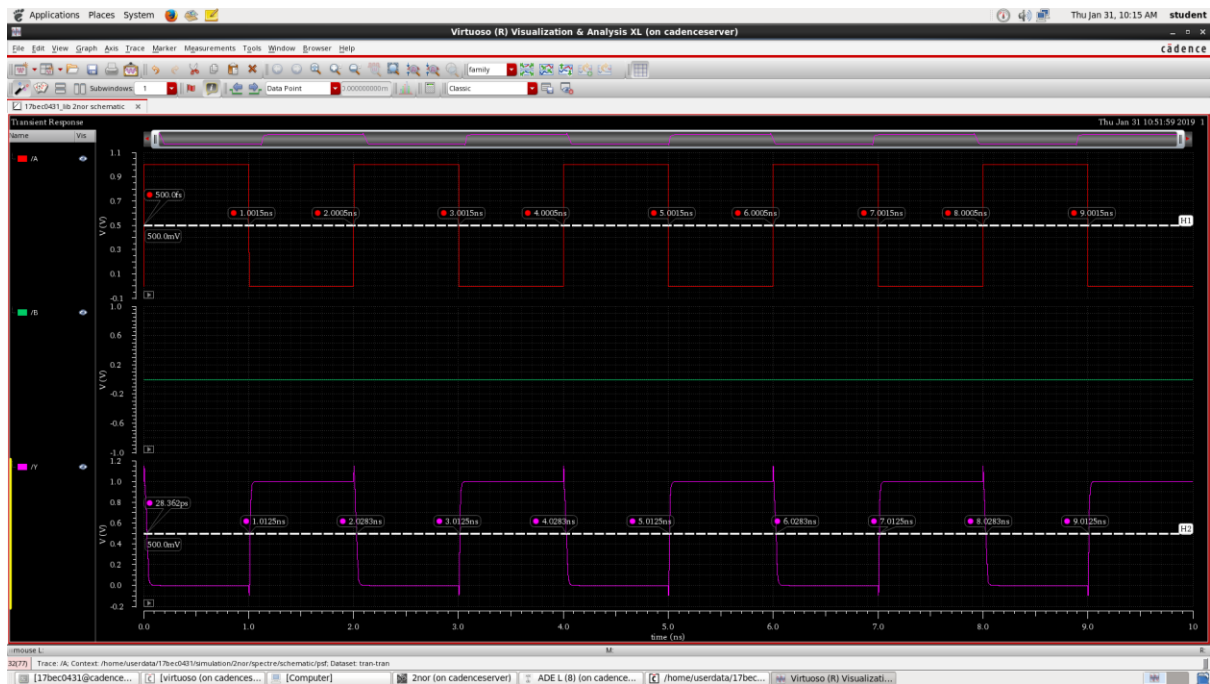 Applications Places System Thu Jan 31, 10:15 AM student
Virtuoso (R) Visualization & Analysis XL (on cadenceserver)
File Edit View Graph Axis Trace Marker Measurements Tools Window Browser Help cādence
family
Subwindows: 1 Data Point Classic
17bec0431_lib 2nor schematic
Transient Response Thu Jan 31 10:51:59 2019 1
Name Vis
/A
1.1
0.9
0.7
0.5
0.3
0.1
-0.1
V (V)
500.0fs
1.0015ns 2.0005ns 3.0015ns 4.0005ns 5.0015ns 6.0005ns 7.0015ns 8.0005ns 9.0015ns
H1
500.0mV
/B
1.0
0.6
0.2
-0.2
-0.6
-1.0
V (V)
/Y
1.2
1.0
0.8
0.6
0.4
0.2
0.0
-0.2
V (V)
28.362ps
1.0125ns 2.0283ns 3.0125ns 4.0283ns 5.0125ns 6.0283ns 7.0125ns 8.0283ns 9.0125ns
H2
500.0mV
0.0 1.0 2.0 3.0 4.0 5.0 6.0 7.0 8.0 9.0 10
time (ns)
mouse L: M: R:
32(77) Trace: /A; Context: /home/userdata/17bec0431/simulation/2nor/spectre/schematic/psf; Dataset: tran-tran
[17bec0431@cadence... [virtuoso (on cadences... [Computer] 2nor (on cadenceserver) ADE L (8) (on cadence... /home/userdata/17bec... Virtuoso (R) Visualizati...